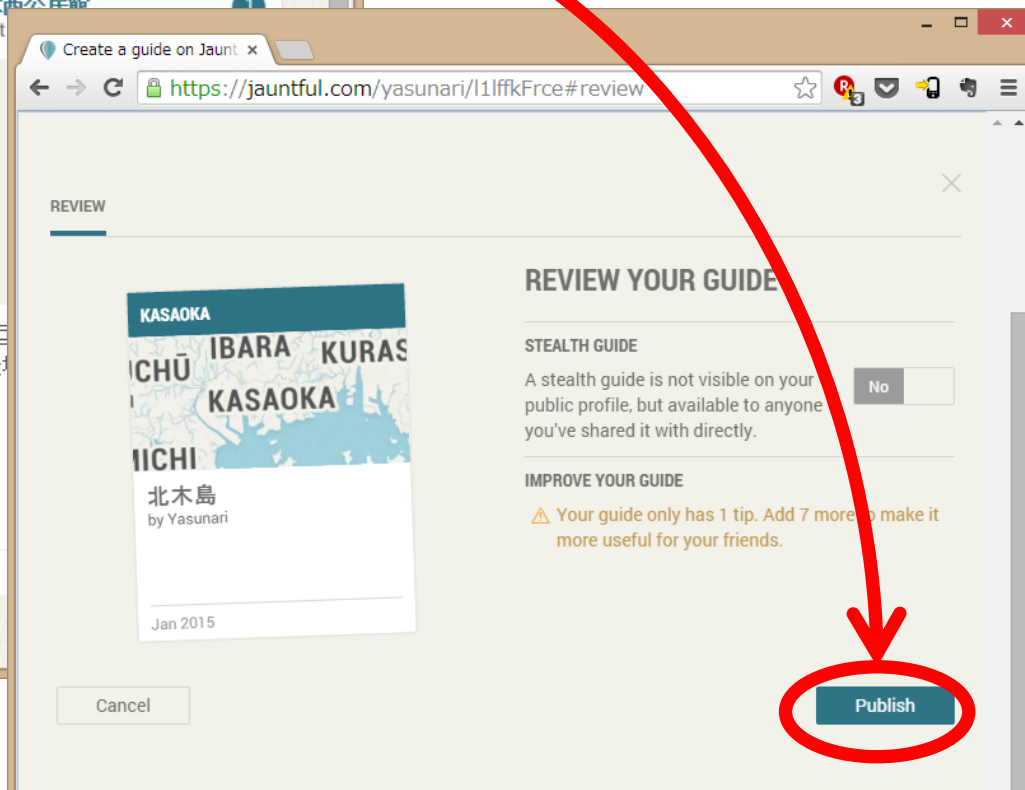 Create a guide on Jaunt
https://jauntful.com/yasunari/l1lffkFrce#review
3
REVIEW
KASAOKA
IBARA
KURAS
CHŪ
KASAOKA
MICHI
北木島
by Yasunari
Jan 2015
REVIEW YOUR GUIDE
STEALTH GUIDE
A stealth guide is not visible on your
public profile, but available to anyone
you've shared it with directly.
No
IMPROVE YOUR GUIDE
Your guide only has 1 tip. Add 7 more to make it
more useful for your friends.
Cancel
Publish